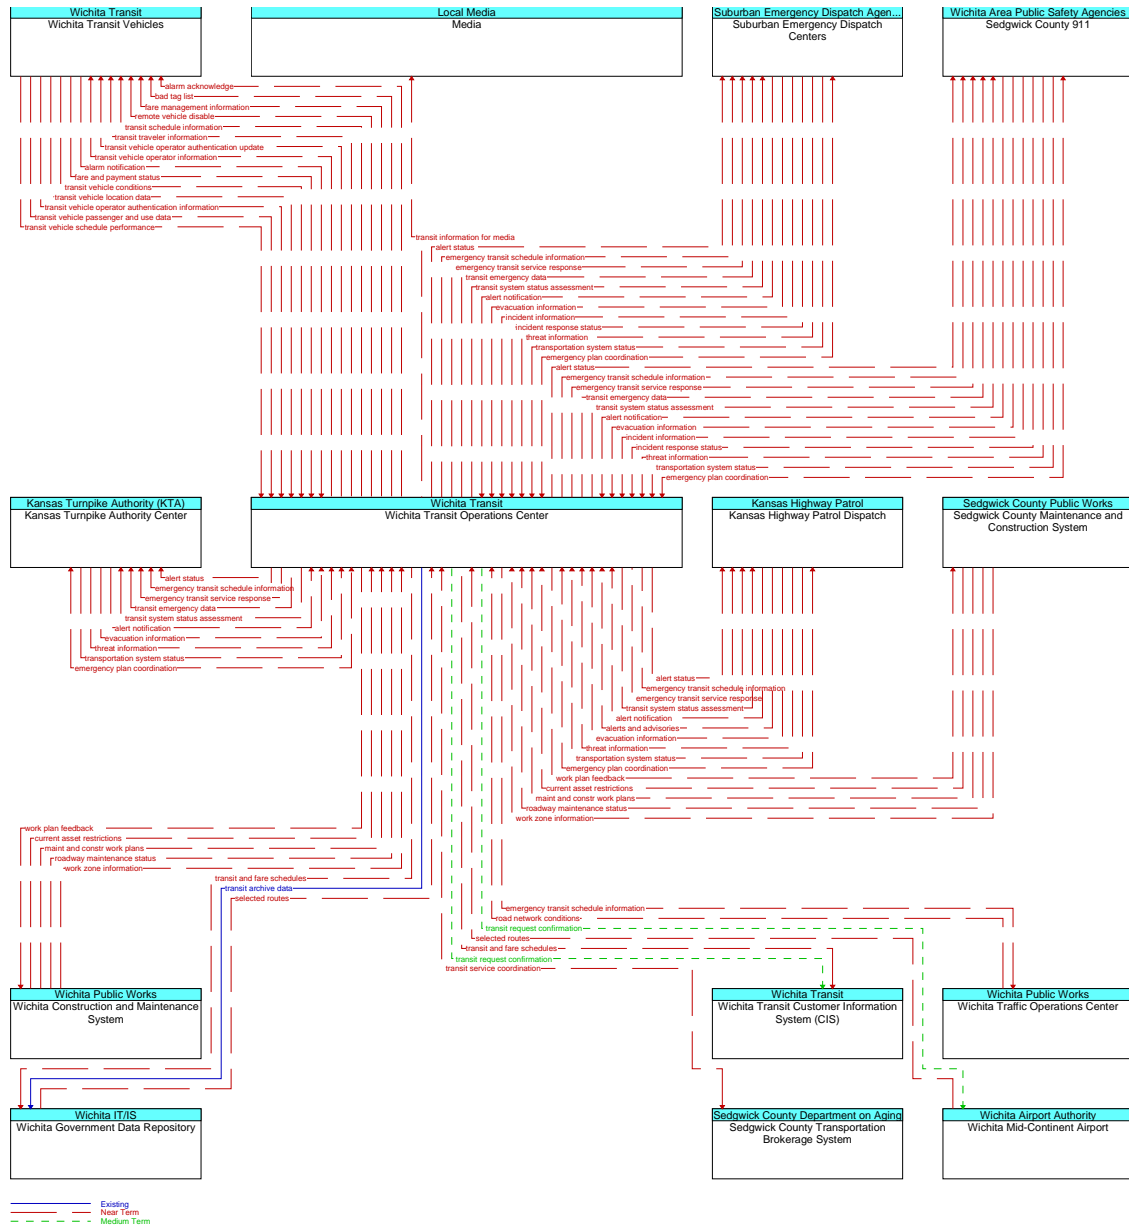 Wichita Transit
Wichita Transit Vehicles
Local Media
Media
Suburban Emergency Dispatch Agen...
Suburban Emergency Dispatch
Centers
Wichita Area Public Safety Agencies
Sedgwick County 911
alarm acknowledge
bad tag list
fare management information
remote vehicle disable
transit schedule information
transit traveler information
transit vehicle operator authentication update
transit vehicle operator information
alarm notification
fare and payment status
transit vehicle conditions
transit vehicle location data
transit vehicle operator authentication information
transit vehicle passenger and use data
transit vehicle schedule performance
transit information for media
alert status
emergency transit schedule information
emergency transit service response
transit emergency data
transit system status assessment
alert notification
evacuation information
incident information
incident response status
threat information
transportation system status
emergency plan coordination
alert status
emergency transit schedule information
emergency transit service response
transit emergency data
transit system status assessment
alert notification
evacuation information
incident information
incident response status
threat information
transportation system status
emergency plan coordination
Kansas Turnpike Authority (KTA)
Kansas Turnpike Authority Center
Wichita Transit
Wichita Transit Operations Center
Kansas Highway Patrol
Kansas Highway Patrol Dispatch
Sedgwick County Public Works
Sedgwick County Maintenance and
Construction System
alert status
emergency transit schedule information
emergency transit service response
transit emergency data
transit system status assessment
alert notification
evacuation information
threat information
transportation system status
emergency plan coordination
alert status
emergency transit schedule information
emergency transit service response
transit system status assessment
alert notification
alerts and advisories
evacuation information
threat information
transportation system status
emergency plan coordination
work plan feedback
current asset restrictions
maint and constr work plans
roadway maintenance status
work zone information
work plan feedback
current asset restrictions
maint and constr work plans
roadway maintenance status
work zone information
transit and fare schedules
transit archive data
selected routes
emergency transit schedule information
road network conditions
transit request confirmation
selected routes
transit and fare schedules
transit request confirmation
transit service coordination
Wichita Public Works
Wichita Construction and Maintenance
System
Wichita Transit
Wichita Transit Customer Information
System (CIS)
Wichita Public Works
Wichita Traffic Operations Center
Wichita IT/IS
Wichita Government Data Repository
Sedgwick County Department on Aging
Sedgwick County Transportation
Brokerage System
Wichita Airport Authority
Wichita Mid-Continent Airport
Existing
Near Term
Medium Term